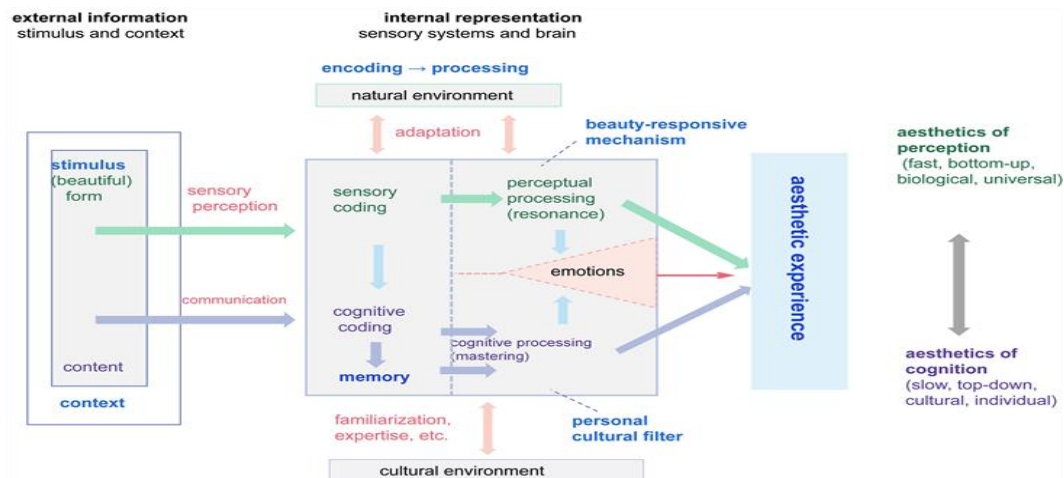 external information
stimulus and context
internal representation
sensory systems and brain
encoding → processing
natural environment
adaptation
beauty-responsive
mechanism
stimulus
(beautiful)
form
sensory
perception
sensory
coding
perceptual
processing
(resonance)
emotions
communication
cognitive
coding
cognitive processing
(mastering)
memory
content
context
familiarization,
expertise, etc.
personal
cultural filter
cultural environment
aesthetic experience
aesthetics of
perception
(fast, bottom-up,
biological, universal)
aesthetics of
cognition
(slow, top-down,
cultural, individual)